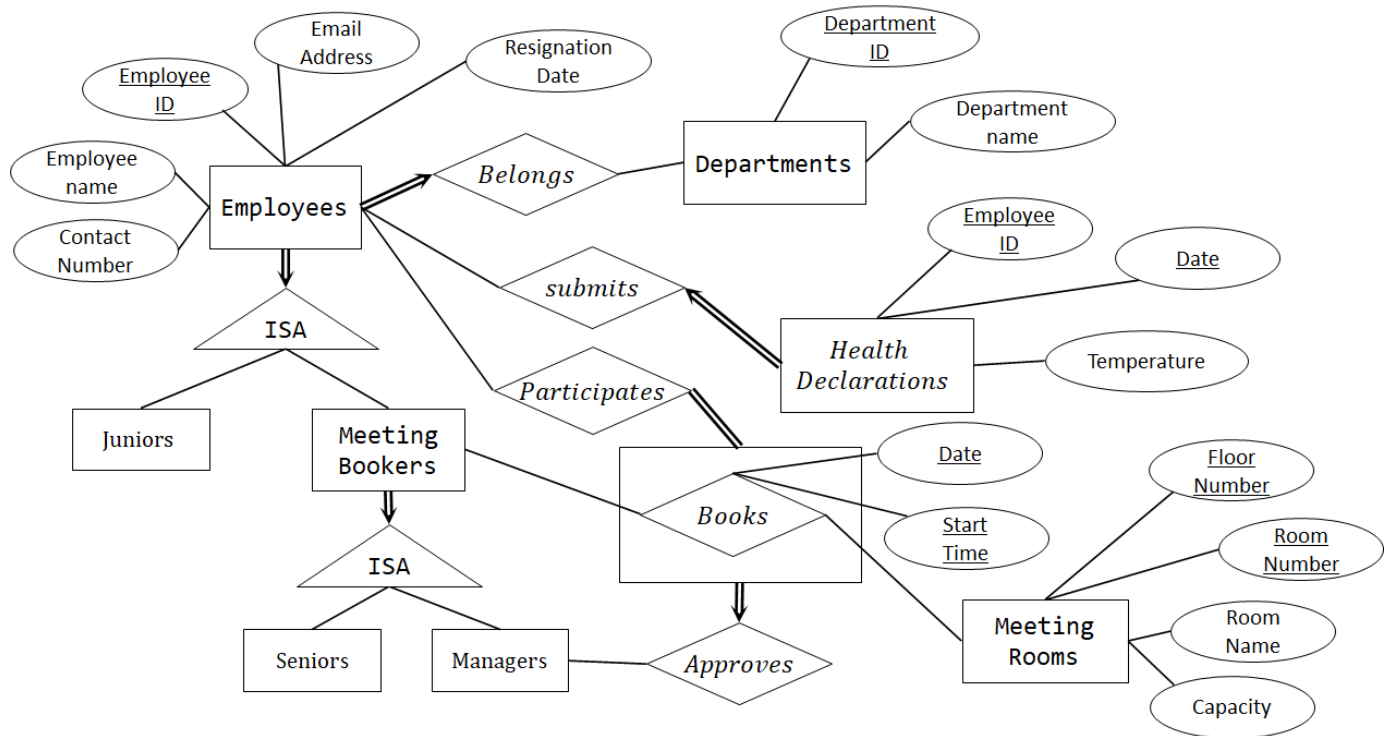 Email
Address
Resignation
Date
Employee
ID
Department
ID
Employee
name
Contact
Number
Employees
Belongs
Departments
Department
name
Employee
ID
Date
submits
Health
Declarations
Temperature
ISA
Participates
Juniors
Meeting
Bookers
Books
Date
Start
Time
Floor
Number
Room
Number
Room
Name
Capacity
Meeting
Rooms
ISA
Seniors
Managers
Approves